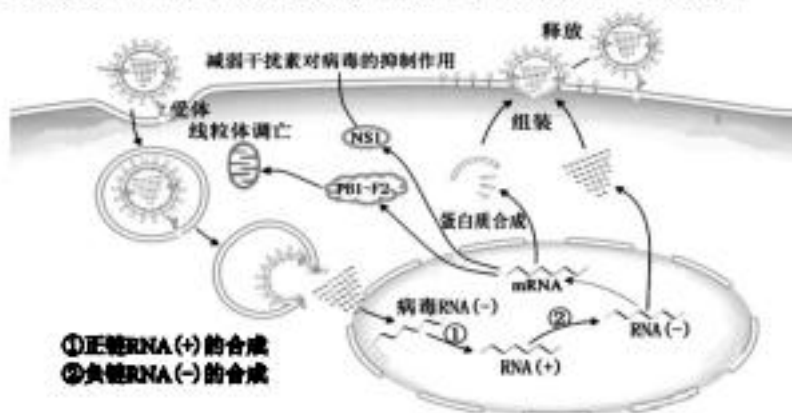 释放
减弱干扰素对病毒的抑制作用
受体
线粒体凋亡
NS1
组装
PB1-F2
蛋白质合成
mRNA
病毒RNA(-)
①
②
RNA(-)
RNA(+)
①正链RNA(+)的合成
②负链RNA(-)的合成